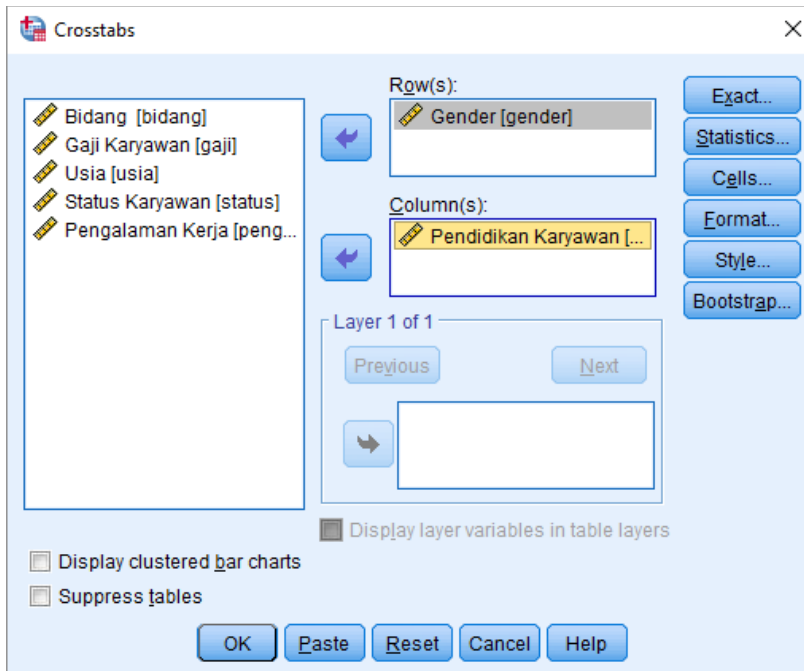 Crosstabs
Bidang [bidang]
Gaji Karyawan [gaji]
Usia [usia]
Status Karyawan [status]
Pengalaman Kerja [peng...
Row(s):
Gender [gender]
Column(s):
Pendidikan Karyawan [...
Layer 1 of 1
Previous
Next
Display layer variables in table layers
Exact...
Statistics...
Cells...
Format...
Style...
Bootstrap...
Display clustered bar charts
Suppress tables
OK Paste Reset Cancel Help